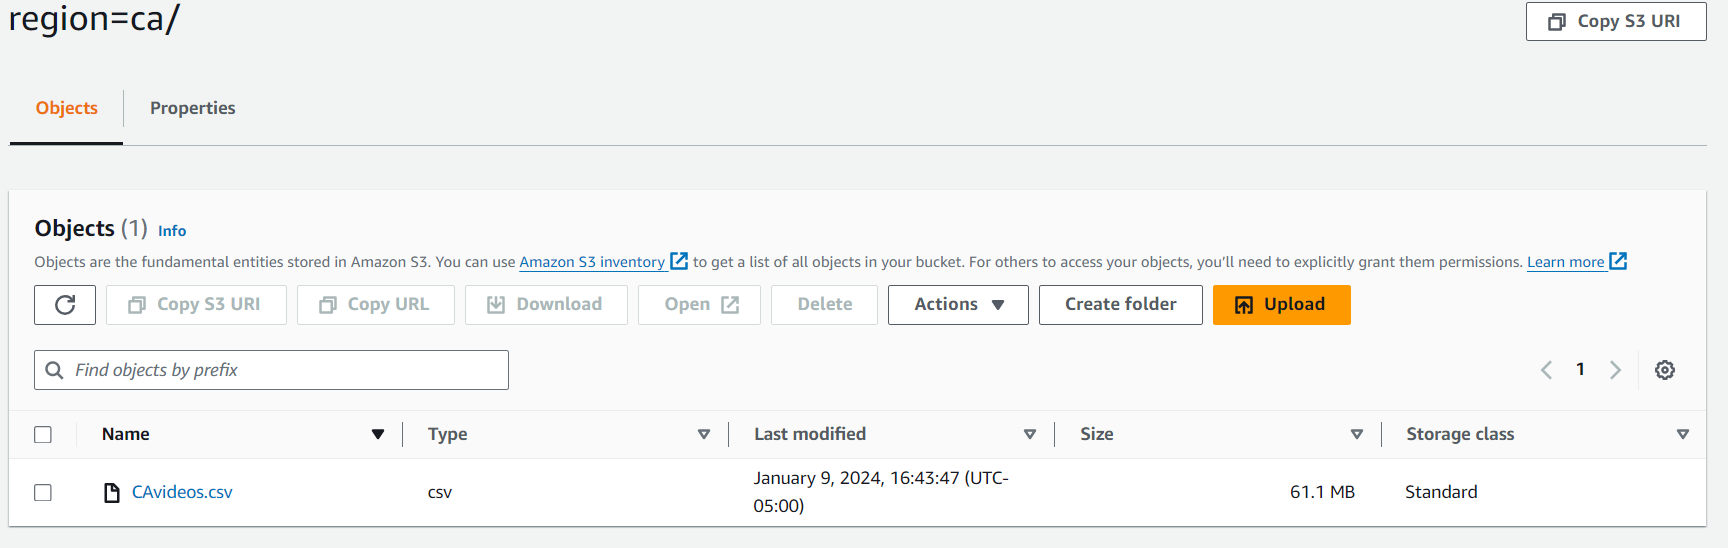 region=ca/
Copy S3 URI
Objects
Properties
Objects (1) Info
Objects are the fundamental entities stored in Amazon S3. You can use Amazon S3 inventory to get a list of all objects in your bucket. For others to access your objects, you’ll need to explicitly grant them permissions. Learn more
Copy S3 URI
Copy URL
Download
Open
Delete
Actions
Create folder
Upload
Find objects by prefix
1
Name
Type
Last modified
Size
Storage class
CAvideos.csv
csv
January 9, 2024, 16:43:47 (UTC-
05:00)
61.1 MB
Standard